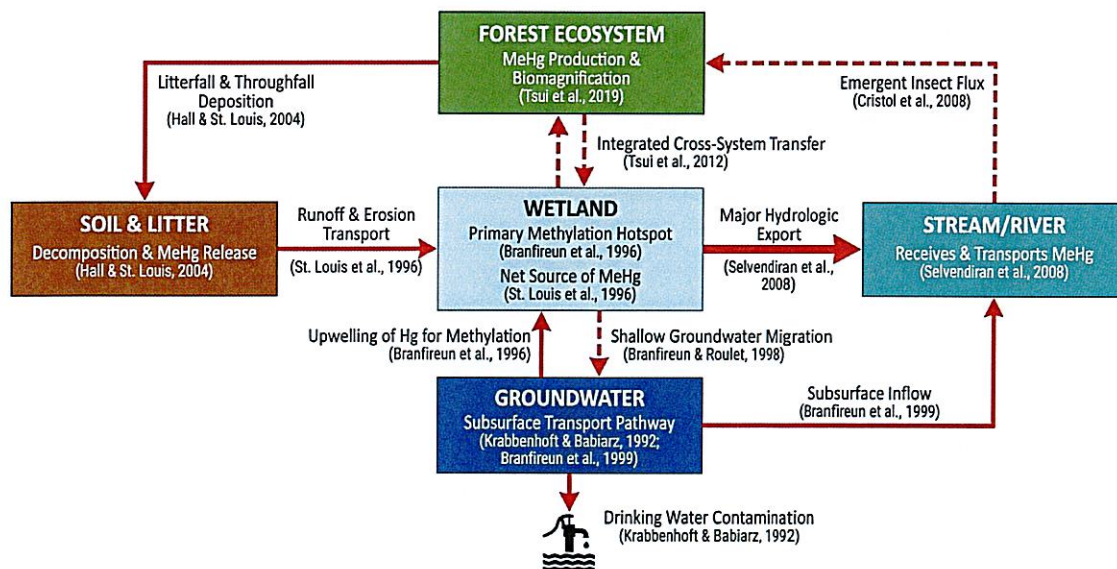 FOREST ECOSYSTEM
MeHg Production &
Biomagnification
(Tsui et al., 2019)
Litterfall & Throughfall
Deposition
(Hall & St. Louis, 2004)
Emergent Insect Flux
(Cristol et al., 2008)
Integrated Cross-System Transfer
(Tsui et al., 2012)
SOIL & LITTER
Decomposition & MeHg Release
(Hall & St. Louis, 2004)
Runoff & Erosion
Transport
(St. Louis et al., 1996)
WETLAND
Primary Methylation Hotspot
(Branfireun et al., 1996)
Net Source of MeHg
(St. Louis et al., 1996)
Major Hydrologic
Export
(Selvendiran et al.,
2008)
STREAM/RIVER
Receives & Transports MeHg
(Selvendiran et al., 2008)
Upwelling of Hg for Methylation
(Branfireun et al., 1996)
Shallow Groundwater Migration
(Branfireun & Roulet, 1998)
GROUNDWATER
Subsurface Transport Pathway
(Krabbenhoft & Babiarz, 1992;
Branfireun et al., 1999)
Subsurface Inflow
(Branfireun et al., 1999)
Drinking Water Contamination
(Krabbenhoft & Babiarz, 1992)